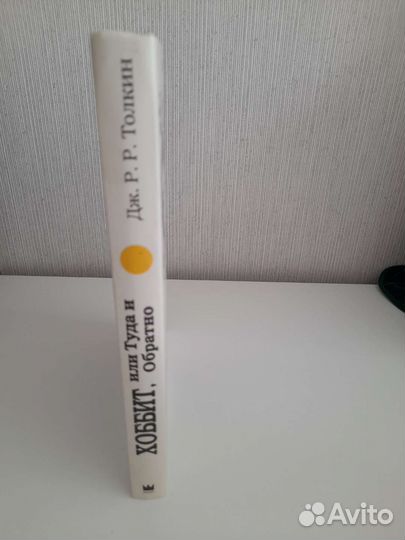 Дж. Р. Р. Толкин
ХОББИТ, или Туда и
Обратно
Avito